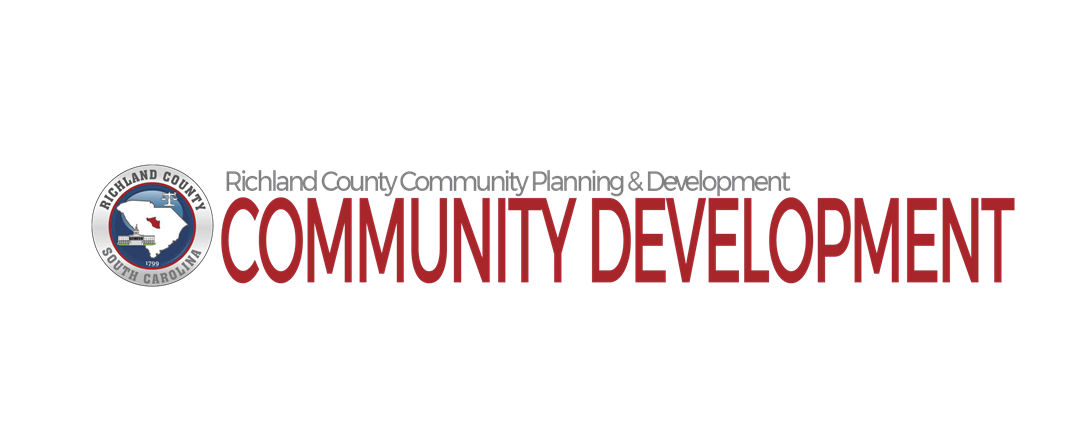 RICHLAND COUNTY
1799
SOUTH CAROLINA
Richland County Community Planning & Development
COMMUNITY DEVELOPMENT